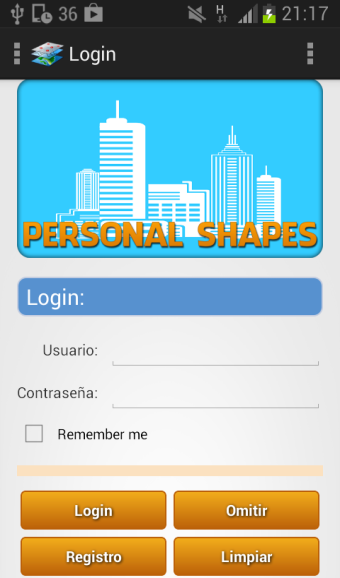 36 H 21:17
Login
PERSONAL SHAPES
Login:
Usuario:
Contraseña:
Remember me
Login Omitir
Registro Limpiar